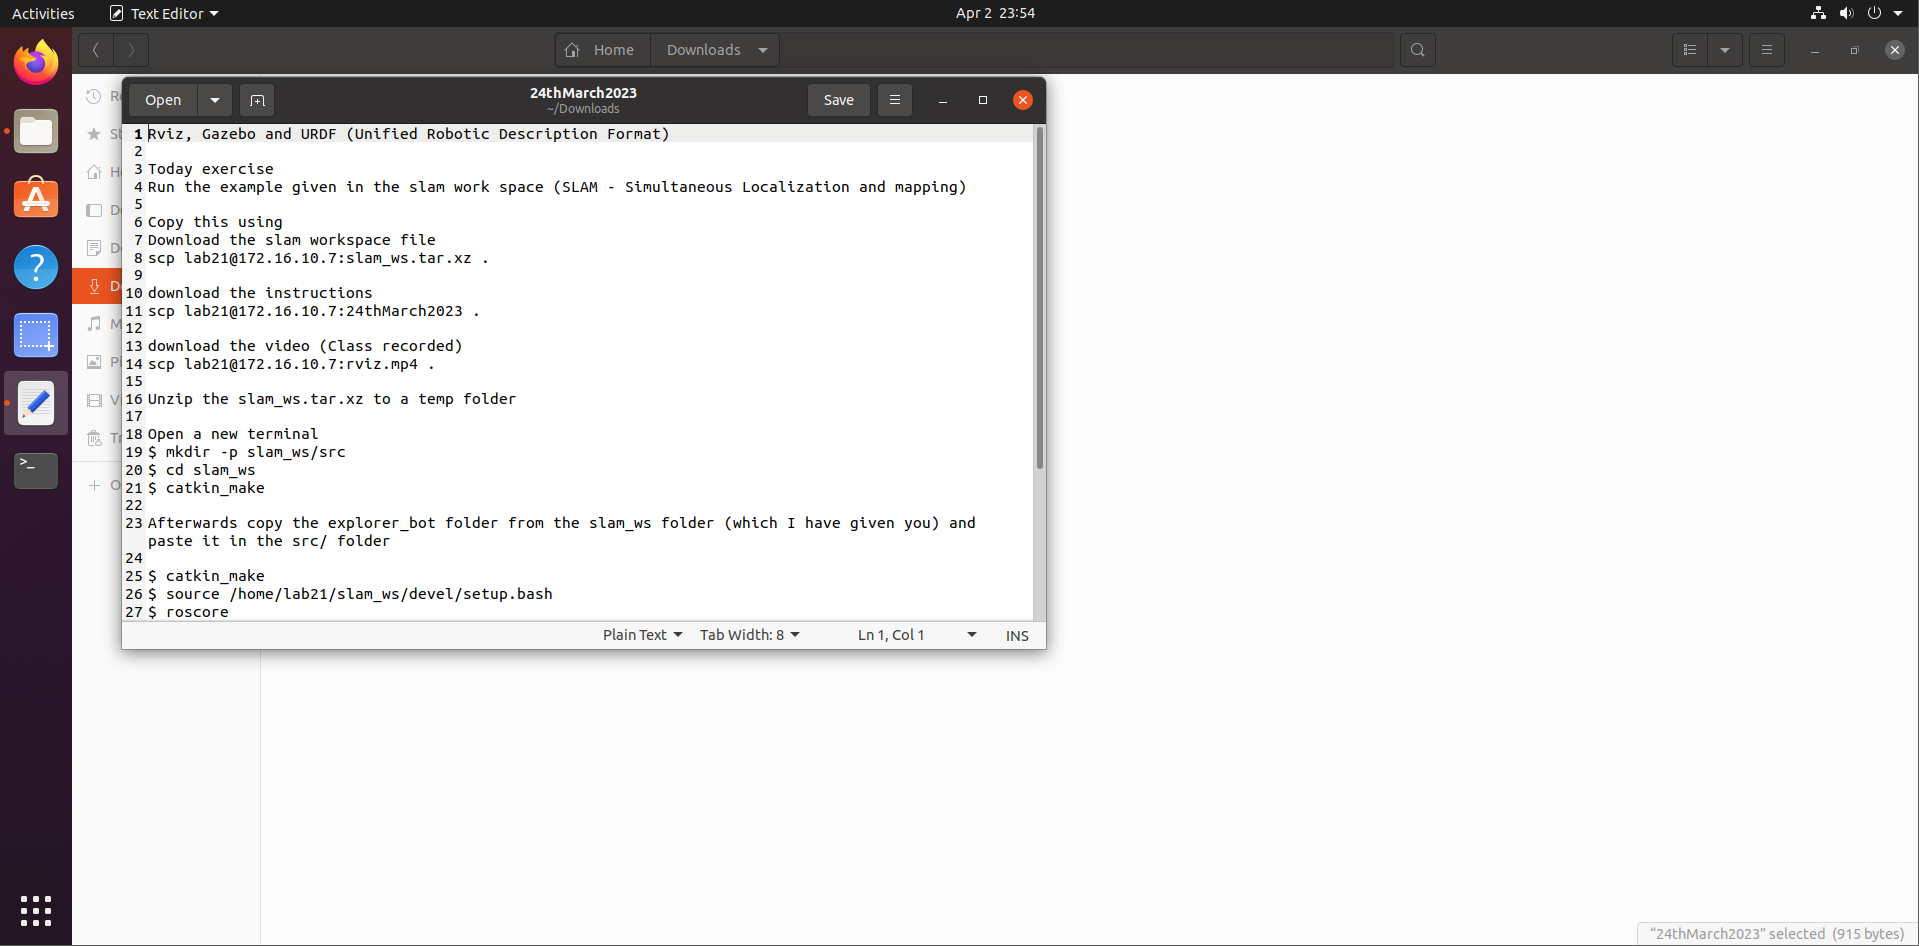 Activities
Text Editor
Apr 2 23:54
Home
Downloads
Open
24thMarch2023
~/Downloads
Save
1 Rviz, Gazebo and URDF (Unified Robotic Description Format)
2
3 Today exercise
4 Run the example given in the slam work space (SLAM - Simultaneous Localization and mapping)
5
6 Copy this using
7 Download the slam workspace file
8 scp lab21@172.16.10.7:slam_ws.tar.xz .
9
10 download the instructions
11 scp lab21@172.16.10.7:24thMarch2023 .
12
13 download the video (Class recorded)
14 scp lab21@172.16.10.7:rviz.mp4 .
15
16 Unzip the slam_ws.tar.xz to a temp folder
17
18 Open a new terminal
19 $ mkdir -p slam_ws/src
20 $ cd slam_ws
21 $ catkin_make
22
23 Afterwards copy the explorer_bot folder from the slam_ws folder (which I have given you) and
paste it in the src/ folder
24
25 $ catkin_make
26 $ source /home/lab21/slam_ws/devel/setup.bash
27 $ roscore
Plain Text
Tab Width: 8
Ln 1, Col 1
INS
"24thMarch2023" selected (915 bytes)